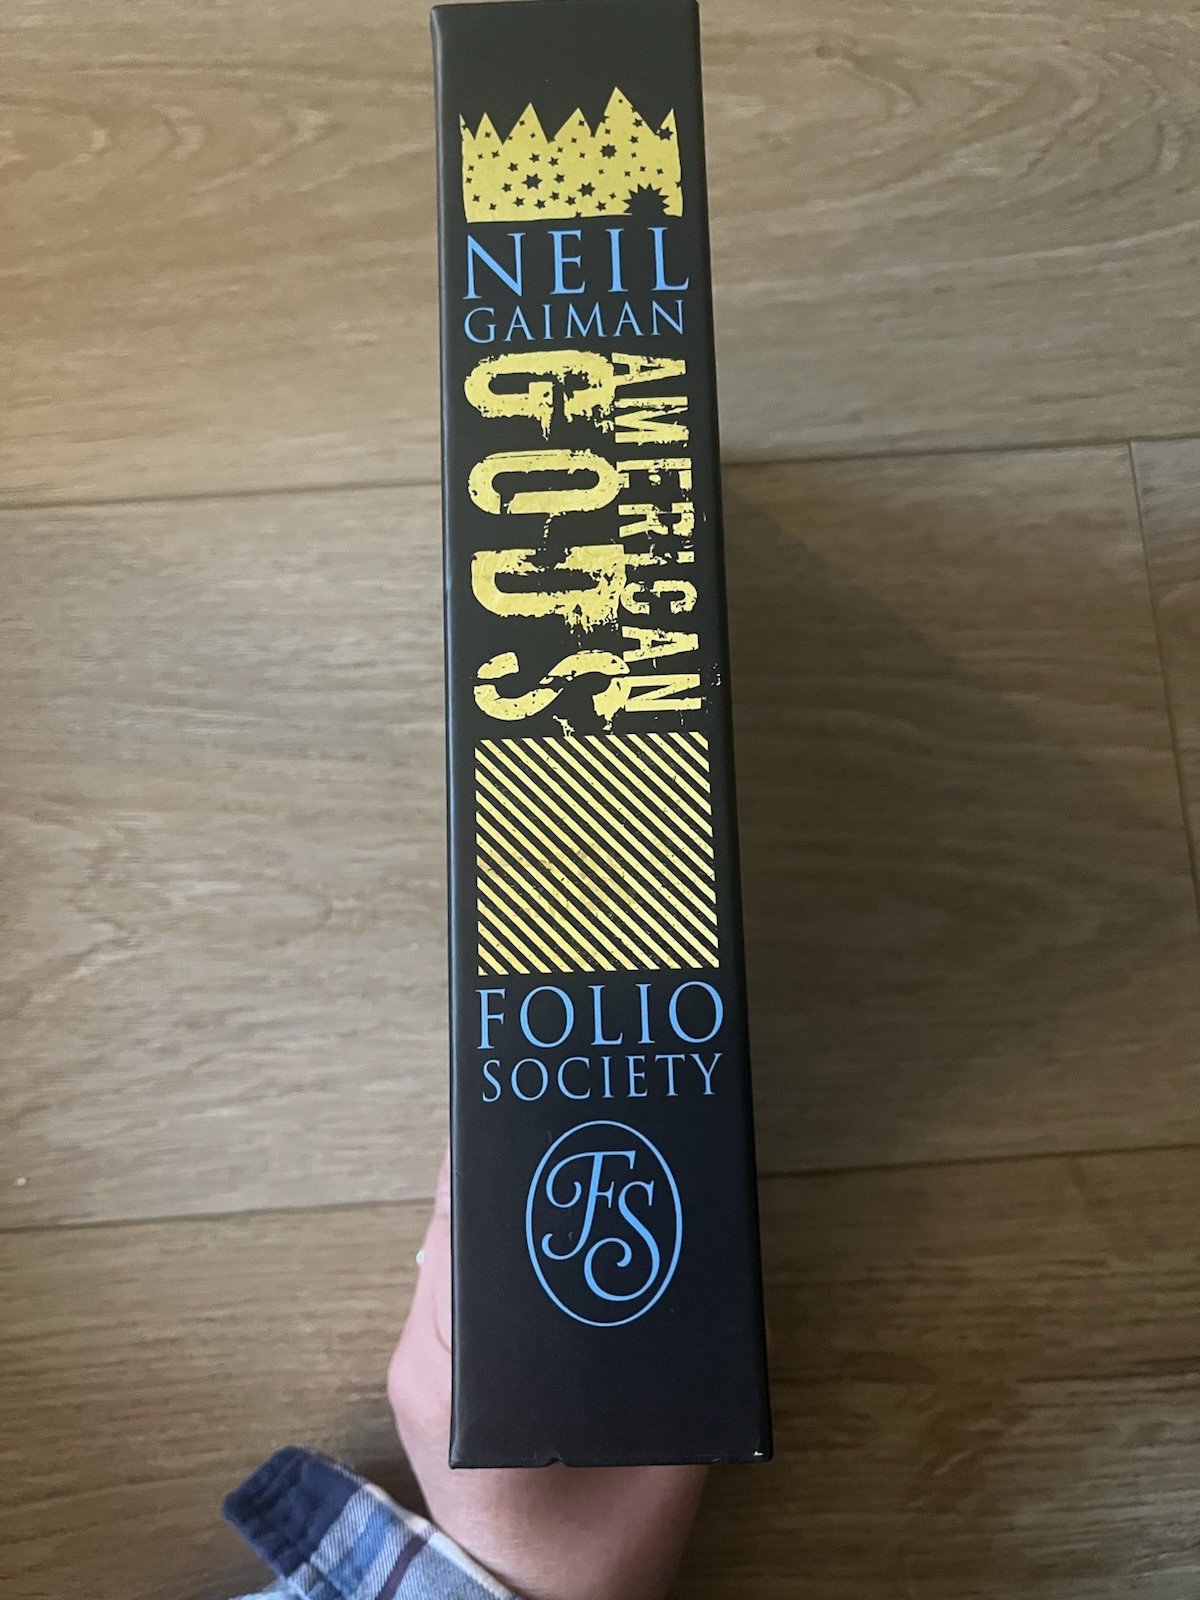 NEIL
GAIMAN
AMERICAN
GODS
FOLIO
SOCIETY
FS